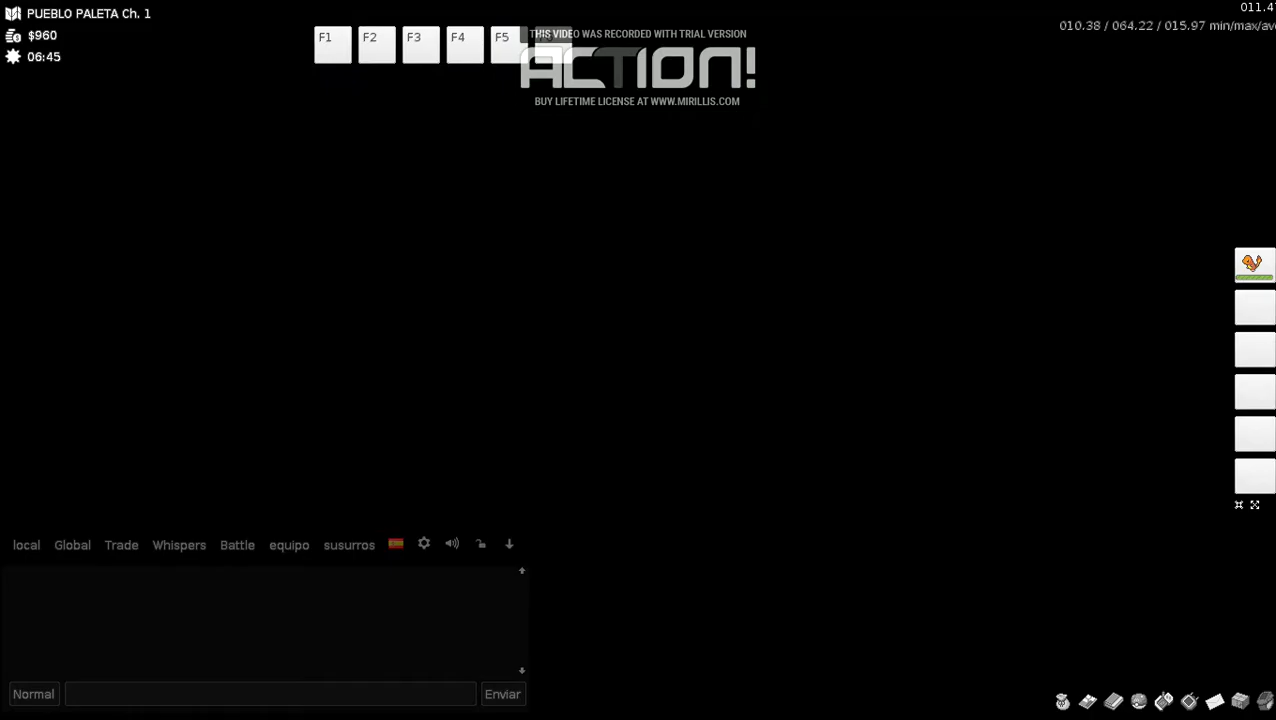 PUEBLO PALETA Ch. 1
$960
06:45
F1 F2 F3 F4 F5
THIS VIDEO WAS RECORDED WITH TRIAL VERSION
ACTION!
BUY LIFETIME LICENSE AT WWW.MIRILLIS.COM
011.4
010.38 / 064.22 / 015.97 min/max/av
local Global Trade Whispers Battle equipo susurros
Normal Enviar